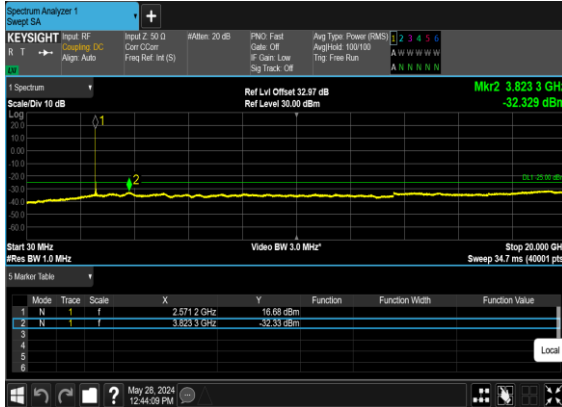 Spectrum Analyzer 1
Swept SA
+
KEYSIGHT Input: RF Input Z: 50 Ω #Atten: 20 dB PNO: Fast Avg Type: Power (RMS) 1 2 3 4 5 6
R T Coupling: DC Corr CCorr Gate: Off Avg|Hold: 100/100 A W W W W W
Align: Auto Freq Ref: Int (S) IF Gain: Low Trig: Free Run
Sig Track: Off A N N N N N
1 Spectrum Ref Lvl Offset 32.97 dB Mkr2 3.823 3 GHz
Scale/Div 10 dB Ref Level 30.00 dBm -32.329 dBm
Log
1
20.0
10.0
0.00
-10.0
-20.0 DL1 -25.00 dBm
2
-30.0
-40.0
-50.0
-60.0
Start 30 MHz Video BW 3.0 MHz* Stop 20.000 GHz
#Res BW 1.0 MHz Sweep 34.7 ms (40001 pts)
5 Marker Table
Mode Trace Scale X Y Function Function Width Function Value
1 N 1 f 2.571 2 GHz 16.68 dBm
2 N 1 f 3.823 3 GHz -32.33 dBm
3
4
5
6
Local
? May 28, 2024
12:44:09 PM